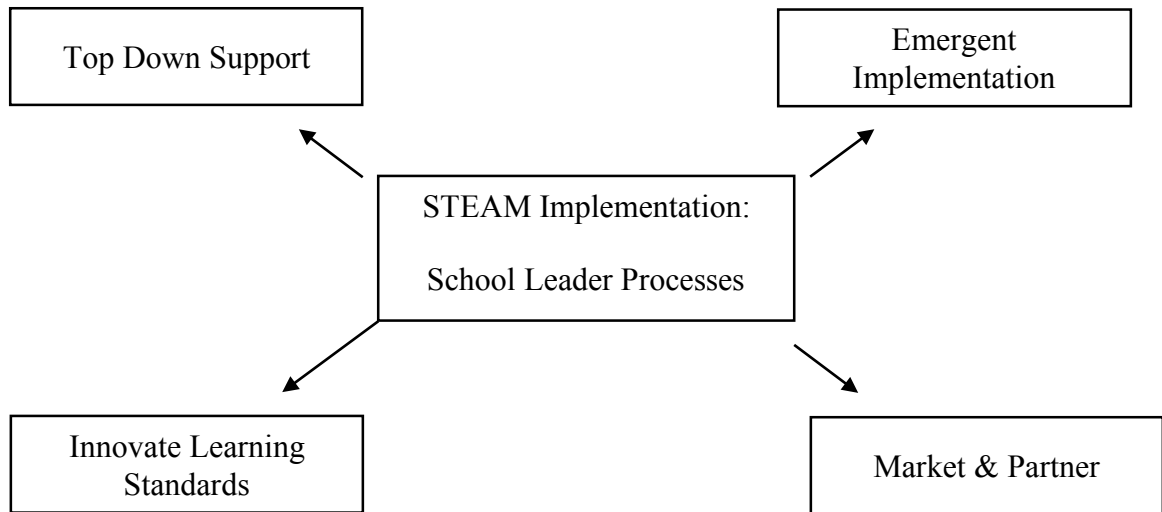 Top Down Support
Emergent
Implementation
STEAM Implementation:
School Leader Processes
Innovate Learning
Standards
Market & Partner